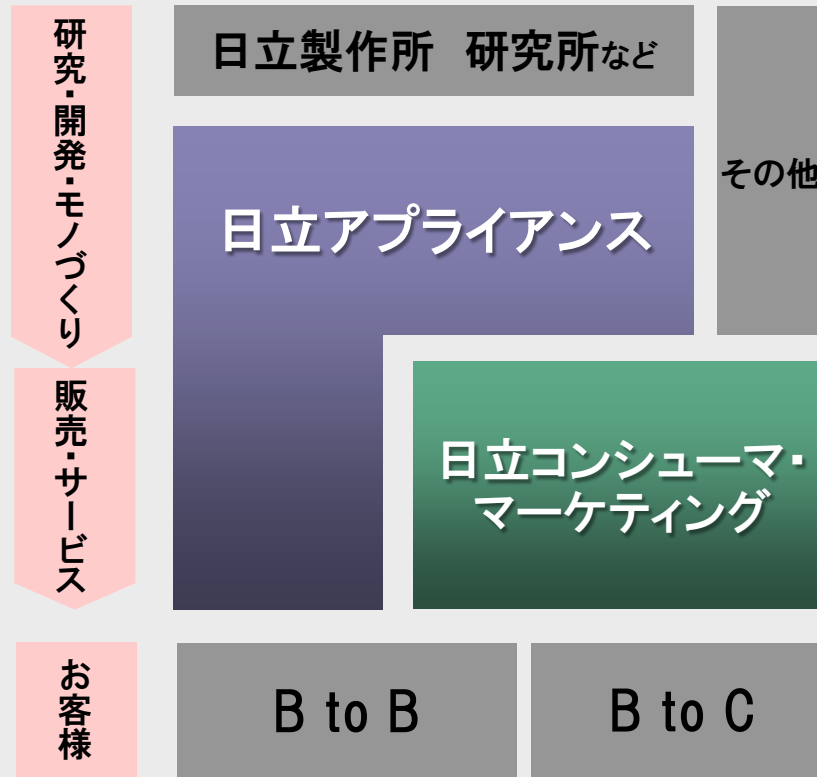 研究・開発・モノづくり
日立製作所 研究所など
その他
日立アプライアンス
販売・サービス
日立コンシューマ・
マーケティング
お客様
B to B
B to C